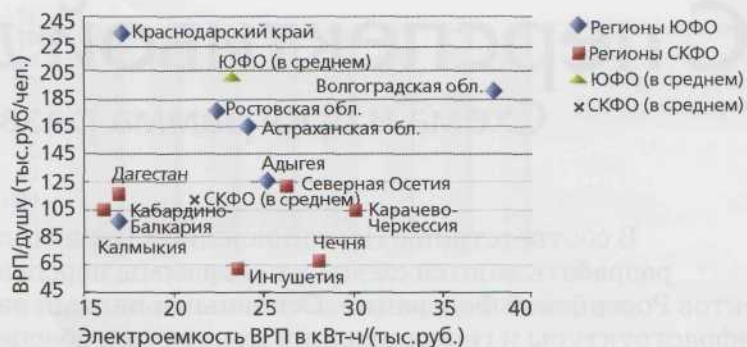 ВРП/душу (тыс.руб/чел.)
245
225
205
185
165
145
125
105
85
65
45
Краснодарский край
ЮФО (в среднем)
Волгоградская обл.
Ростовская обл.
Астраханская обл.
Адыгея
Дагестан
Северная Осетия
СКФО (в среднем)
Кабардино-
Балкария
Карачево-
Черкессия
Калмыкия
Чечня
Ингушетия
15 20 25 30 35 40
Электроемкость ВРП в кВт-ч/(тыс.руб.)
Регионы ЮФО
Регионы СКФО
ЮФО (в среднем)
СКФО (в среднем)